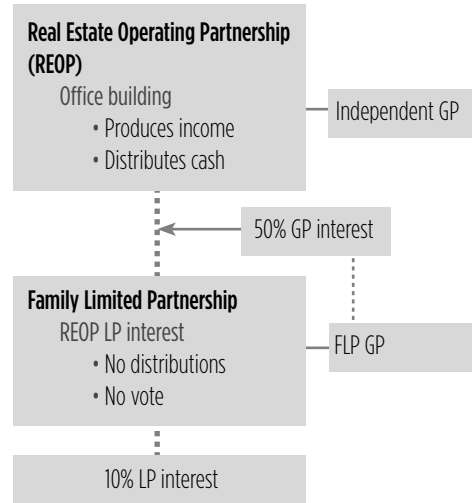 Real Estate Operating Partnership
(REOP)
Office building
• Produces income
• Distributes cash
Independent GP
50% GP interest
Family Limited Partnership
REOP LP interest
• No distributions
• No vote
FLP GP
10% LP interest